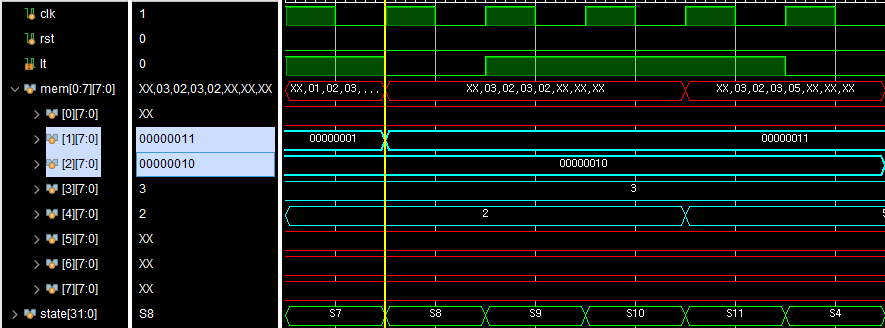 clk 1
rst 0
lt 0
mem[0:7][7:0] XX,03,02,03,02,XX,XX,XX XX,01,02,03,... XX,03,02,03,02,XX,XX,XX XX,03,02,03,05,XX,XX,XX
[0][7:0] XX
[1][7:0] 00000011 00000001 00000011
[2][7:0] 00000010 00000010
[3][7:0] 3 3
[4][7:0] 2 2 5
[5][7:0] XX
[6][7:0] XX
[7][7:0] XX
state[31:0] S8 S7 S8 S9 S10 S11 S4